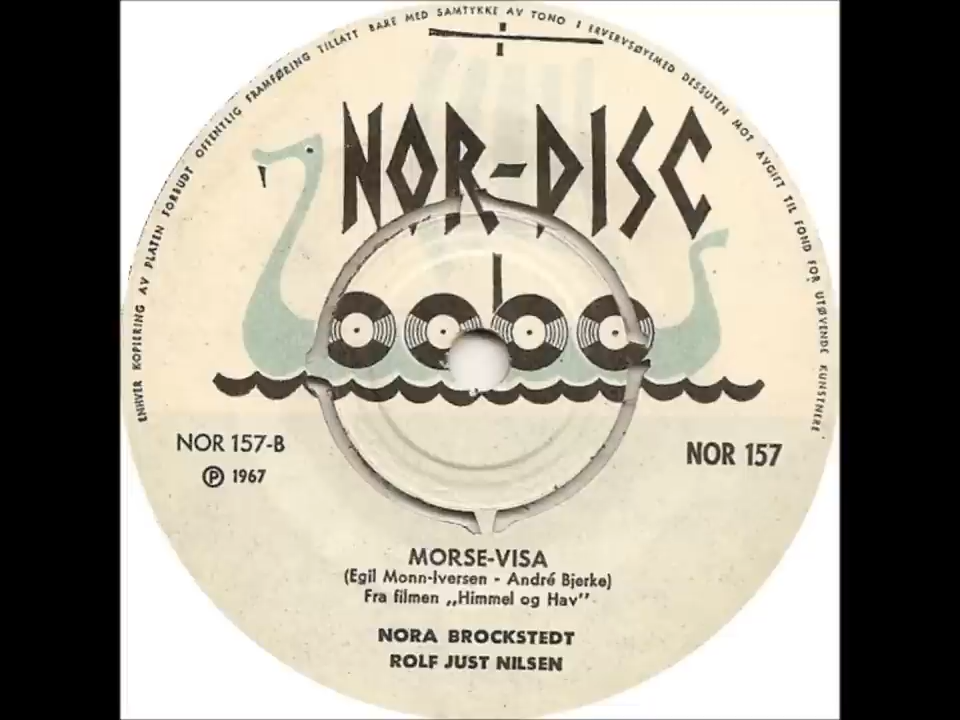 ENHVER KOPIERING AV PLATEN FORBUDT OFFENTLIG FRAMFØRING TILLATT BARE MED SAMTYKKE AV TONO I ERVERVSØYEMED DESSUTEN MOT AVGIFT TIL FOND FOR UTØVENDE KUNSTNERE
NOR-DISC
NOR 157-B
NOR 157
Ⓟ 1967
MORSE-VISA
(Egil Monn-Iversen - André Bjerke)
Fra filmen „Himmel og Hav”
NORA BROCKSTEDT
ROLF JUST NILSEN